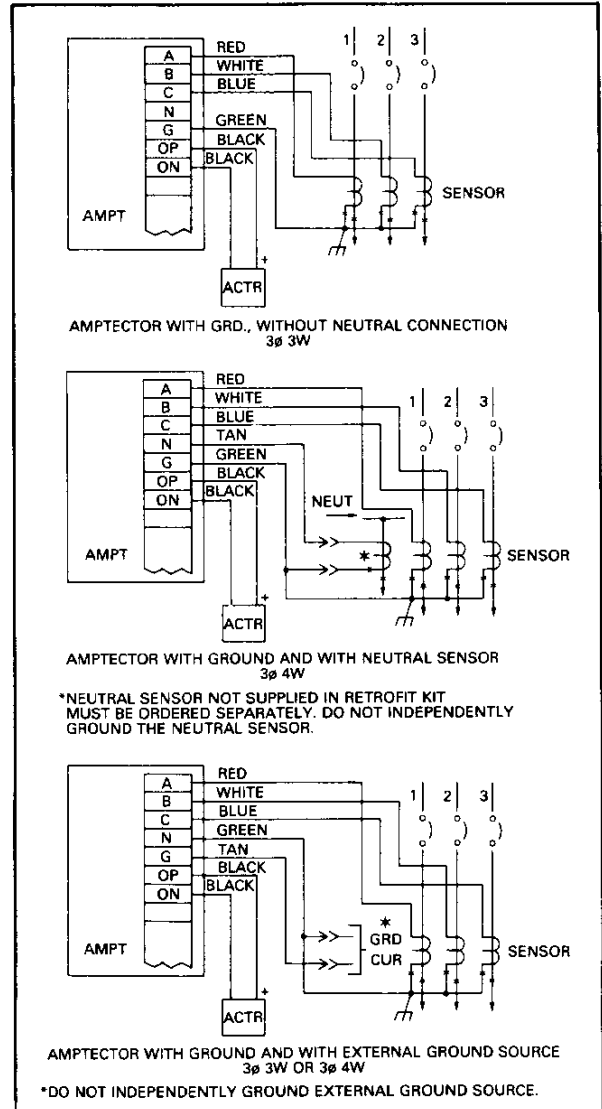 1 2 3
A RED
B WHITE
C BLUE
N
G GREEN
OP BLACK
ON BLACK
SENSOR
AMPT
+
ACTR
AMPTECTOR WITH GRD., WITHOUT NEUTRAL CONNECTION
3ø 3W
A RED
B WHITE
C BLUE
N TAN
G GREEN
OP BLACK
ON BLACK
1 2 3
NEUT
*
SENSOR
AMPT
+
ACTR
AMPTECTOR WITH GROUND AND WITH NEUTRAL SENSOR
3ø 4W
*NEUTRAL SENSOR NOT SUPPLIED IN RETROFIT KIT
MUST BE ORDERED SEPARATELY. DO NOT INDEPENDENTLY
GROUND THE NEUTRAL SENSOR.
A RED
B WHITE
C BLUE
N GREEN
G TAN
OP BLACK
ON BLACK
1 2 3
*
GRD
CUR
SENSOR
AMPT
+
ACTR
AMPTECTOR WITH GROUND AND WITH EXTERNAL GROUND SOURCE
3ø 3W OR 3ø 4W
*DO NOT INDEPENDENTLY GROUND EXTERNAL GROUND SOURCE.